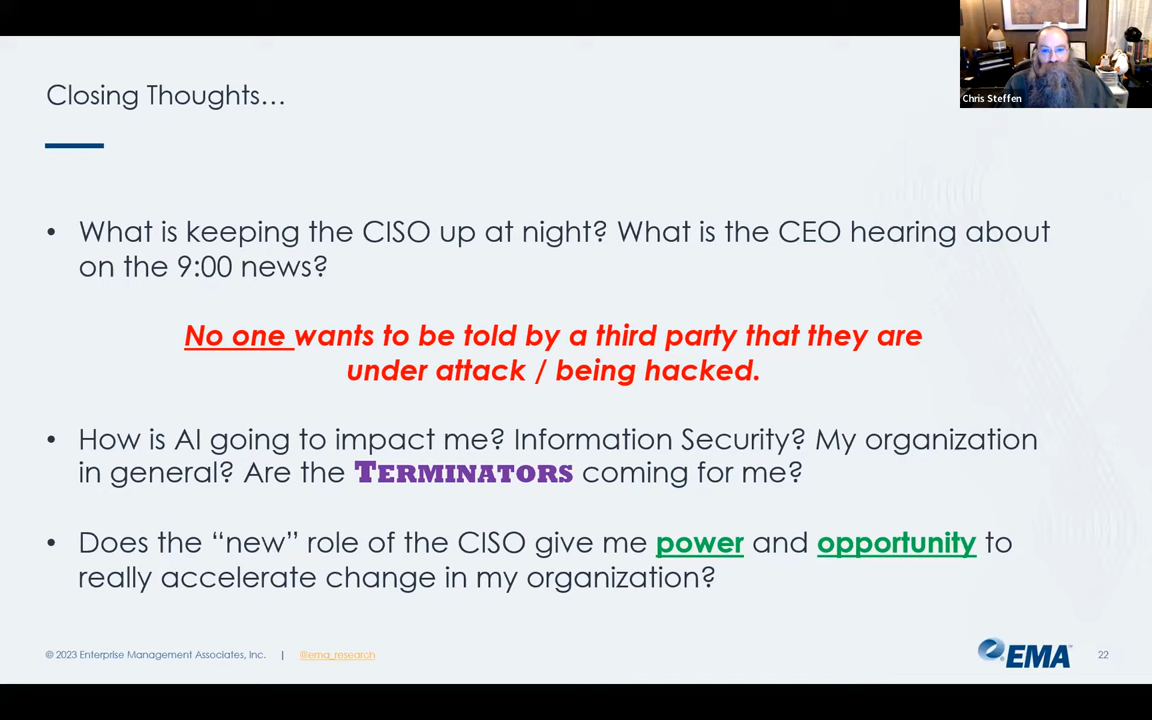 Chris Steffen
Closing Thoughts…
• What is keeping the CISO up at night? What is the CEO hearing about
on the 9:00 news?
No one wants to be told by a third party that they are
under attack / being hacked.
• How is AI going to impact me? Information Security? My organization
in general? Are the TERMINATORS coming for me?
• Does the “new” role of the CISO give me power and opportunity to
really accelerate change in my organization?
© 2023 Enterprise Management Associates, Inc. | @ema_research
EMA™ 22